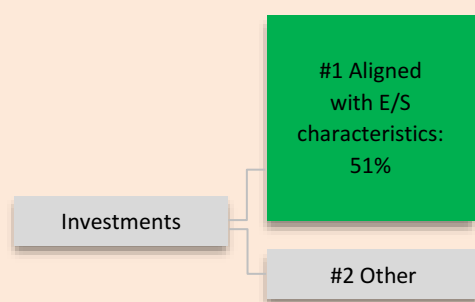 #1 Aligned
with E/S
characteristics:
51%
Investments
#2 Other